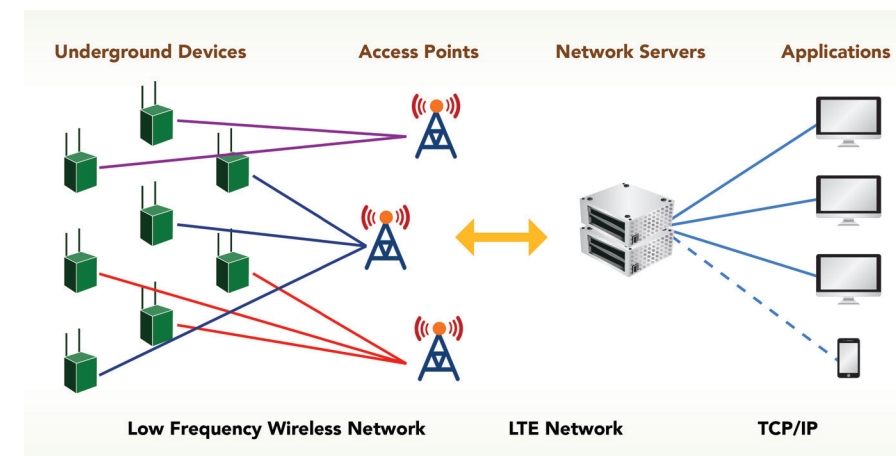 Underground Devices
Access Points
Network Servers
Applications
Low Frequency Wireless Network
LTE Network
TCP/IP